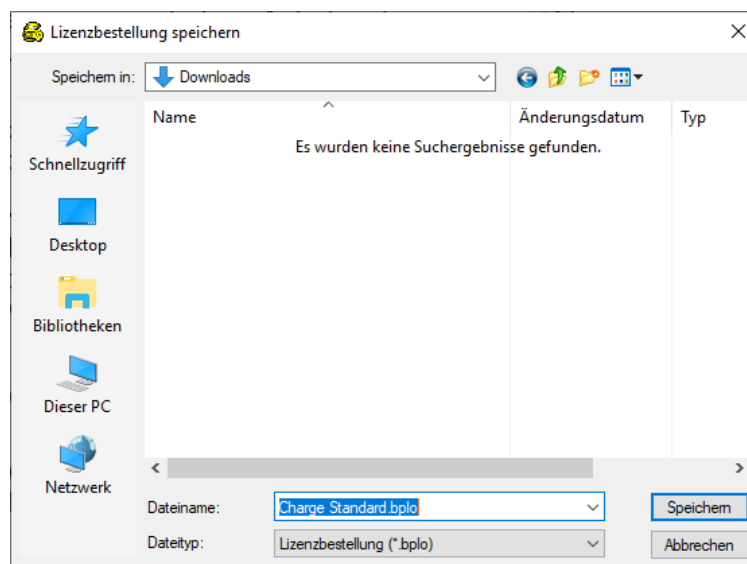 Lizenzbestellung speichern
Speichern in: Downloads
Name Änderungsdatum Typ
Es wurden keine Suchergebnisse gefunden.
Schnellzugriff
Desktop
Bibliotheken
Dieser PC
Netzwerk
Dateiname: Charge Standard.bplo Speichern
Dateityp: Lizenzbestellung (*.bplo) Abbrechen